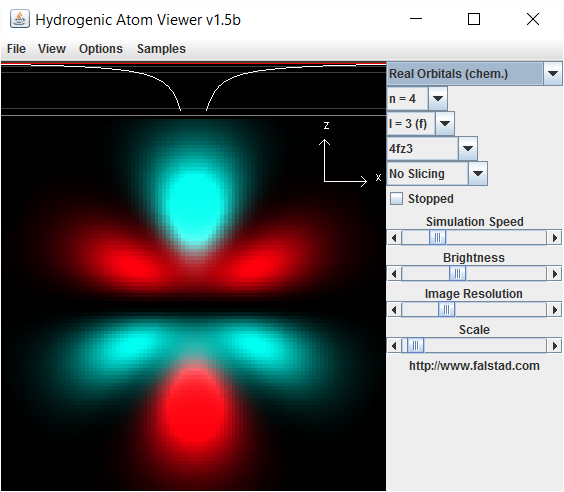 Hydrogenic Atom Viewer v1.5b
File View Options Samples
Real Orbitals (chem.)
n = 4
l = 3 (f)
4fz3
No Slicing
Stopped
Simulation Speed
Brightness
Image Resolution
Scale
http://www.falstad.com
z
x